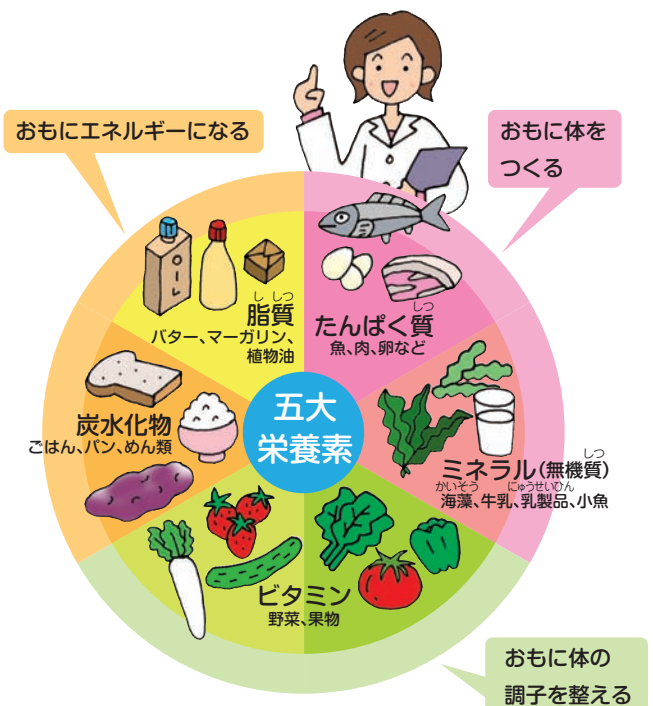 おもにエネルギーになる
おもに体を
つくる
し しつ
脂質
バター、マーガリン、
植物油
しつ
たんぱく質
魚、肉、卵など
五大
栄養素
炭水化物
ごはん、パン、めん類
しつ
ミネラル(無機質)
かいそう にゅうせいひん
海藻、牛乳、乳製品、小魚
ビタミン
野菜、果物
おもに体の
調子を整える